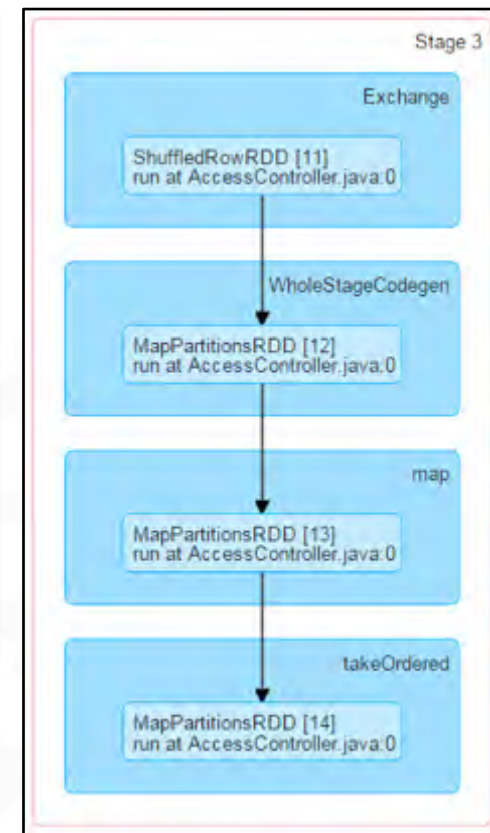 Stage 3
Exchange
ShuffledRowRDD [11]
run at AccessController.java:0
WholeStageCodegen
MapPartitionsRDD [12]
run at AccessController.java:0
map
MapPartitionsRDD [13]
run at AccessController.java:0
takeOrdered
MapPartitionsRDD [14]
run at AccessController.java:0